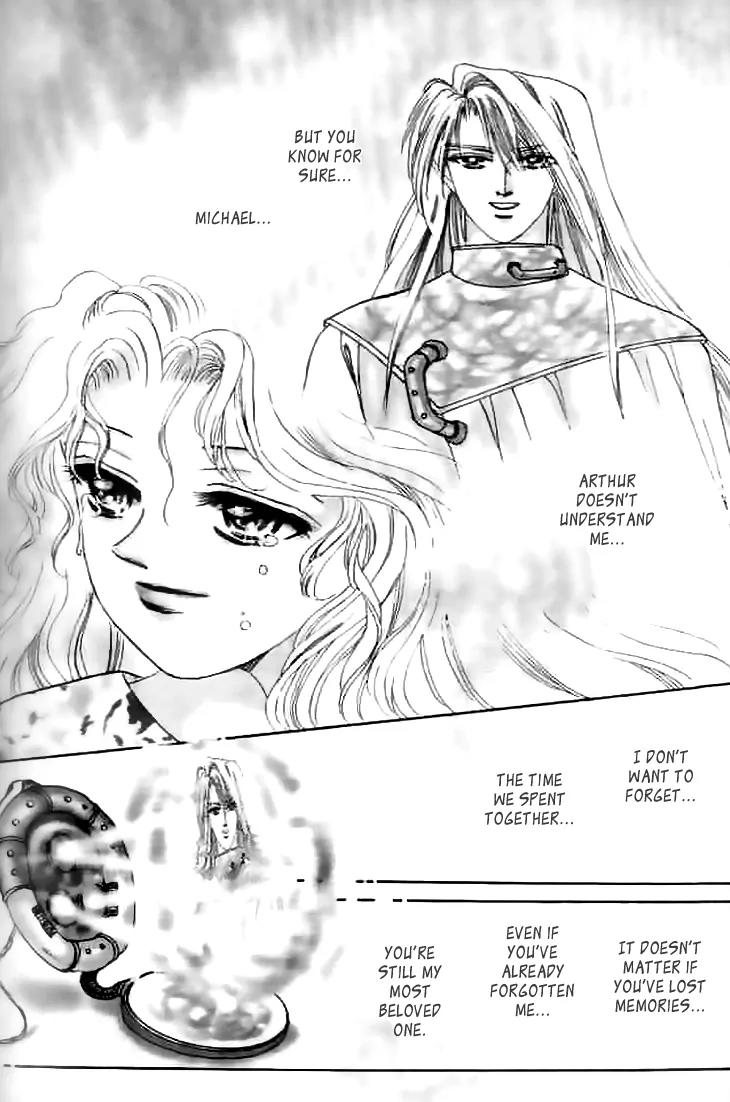 BUT YOU
KNOW FOR
SURE...
MICHAEL...
ARTHUR
DOESN'T
UNDERSTAND
ME...
I DON'T
WANT TO
FORGET...
THE TIME
WE SPENT
TOGETHER...
IT DOESN'T
MATTER IF
YOU'VE LOST
MEMORIES...
EVEN IF
YOU'VE
ALREADY
FORGOTTEN
ME...
YOU'RE
STILL MY
MOST
BELOVED
ONE.